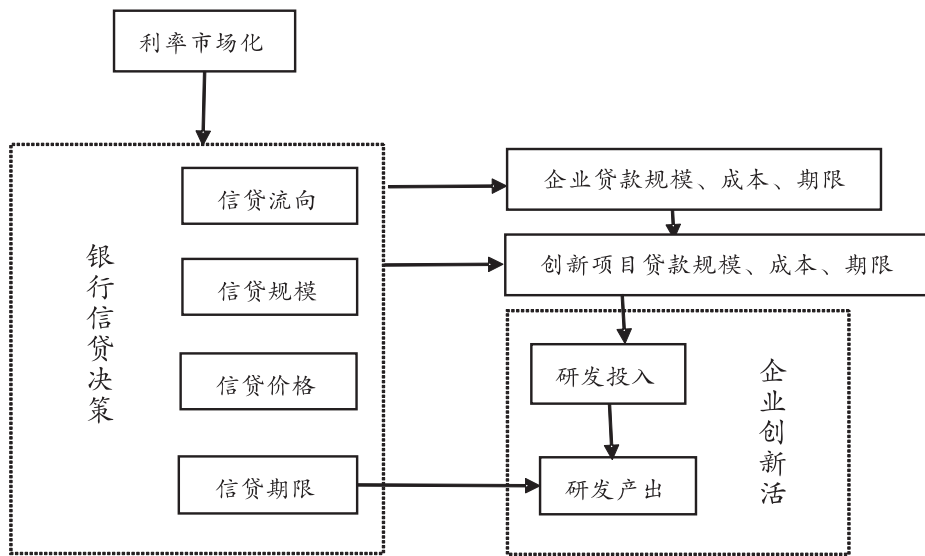 利率市场化
银行信贷决策
信贷流向
信贷规模
信贷价格
信贷期限
企业贷款规模、成本、期限
创新项目贷款规模、成本、期限
研发投入
研发产出
企业创新活